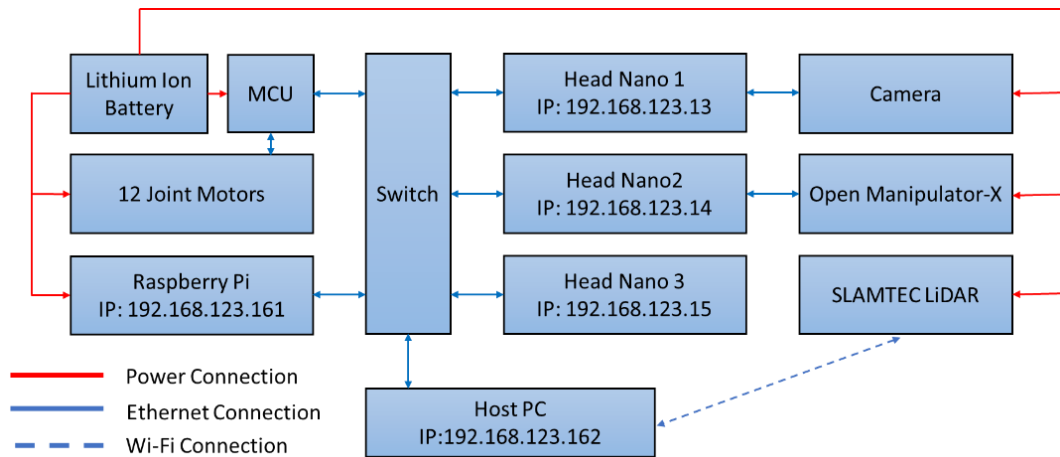 Lithium Ion
Battery
MCU
12 Joint Motors
Raspberry Pi
IP: 192.168.123.161
Switch
Head Nano 1
IP: 192.168.123.13
Head Nano2
IP: 192.168.123.14
Head Nano 3
IP: 192.168.123.15
Camera
Open Manipulator-X
SLAMTEC LiDAR
Host PC
IP:192.168.123.162
Power Connection
Ethernet Connection
Wi-Fi Connection